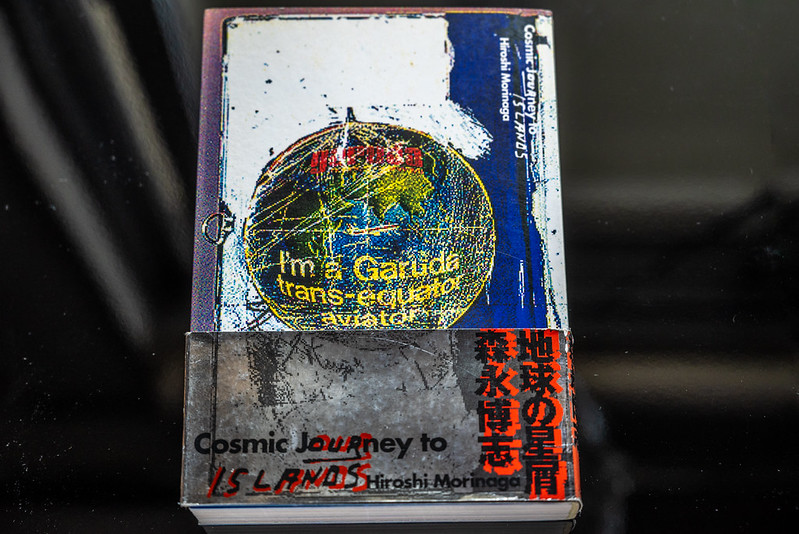 Cosmic Journey to
ISLANDS
Hiroshi Morinaga
garuda
I'm a Garuda
trans-equator
aviator
地球の星屑
森永博志
Cosmic Journey to
ISLANDS
Hiroshi Morinaga